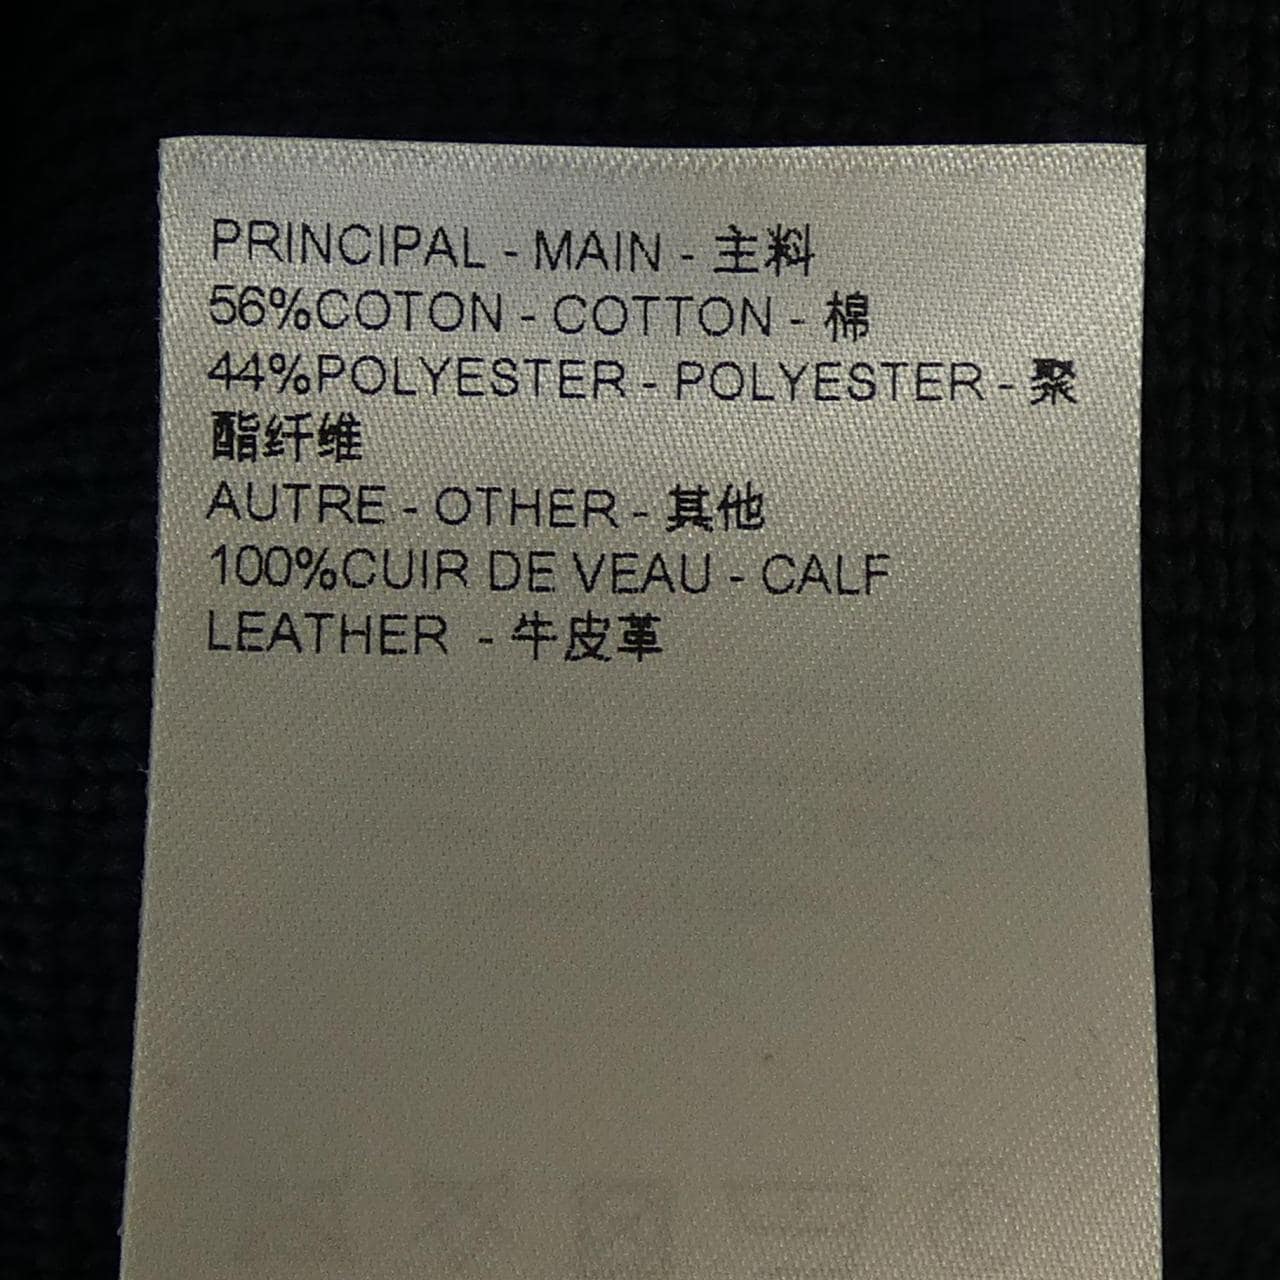 PRINCIPAL - MAIN - 主料
56%COTON - COTTON - 棉
44%POLYESTER - POLYESTER - 聚
酯纤维
AUTRE - OTHER - 其他
100%CUIR DE VEAU - CALF
LEATHER - 牛皮革